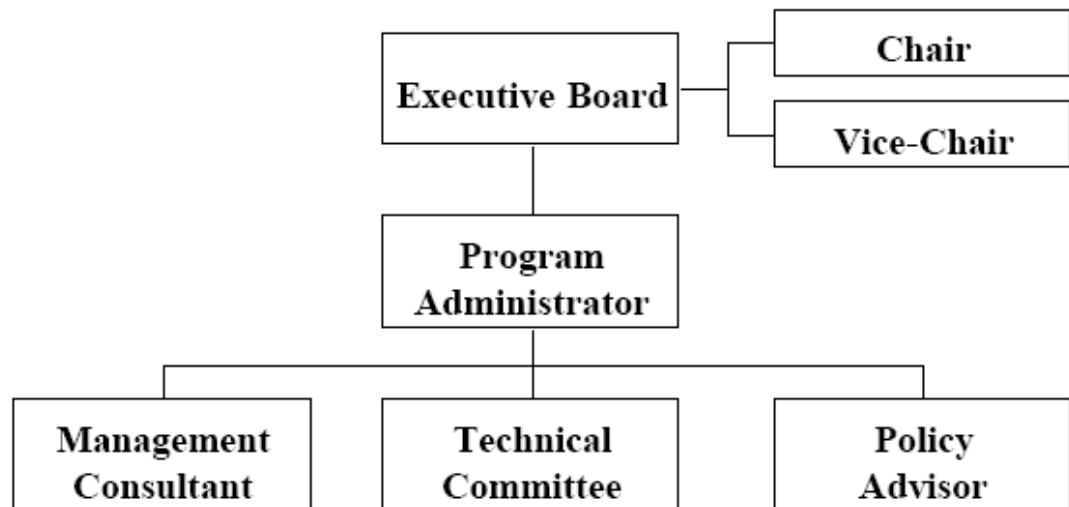 Executive Board
Chair
Vice-Chair
Program
Administrator
Management
Consultant
Technical
Committee
Policy
Advisor